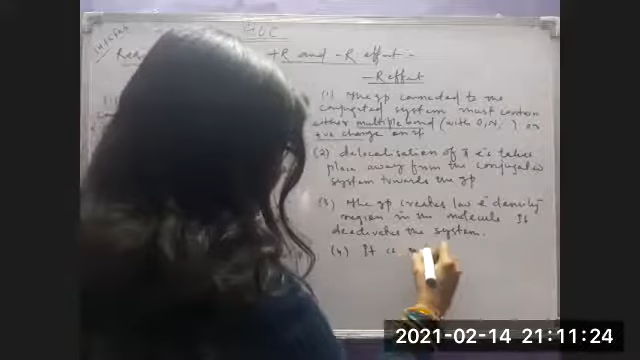 GOC
+R and -R effect
-R effect
(1) The gp connected to the
conjugated system must contain
either multiple bond (with O, N, ) or
+ve charge on it
(2) delocalisation of π e⁻s takes
place away from the conjugated
system towards the gp
(3) The gp creates low e⁻ density
region in the molecule. It
deactivates the system.
(4) It is
2021-02-14 21:11:24